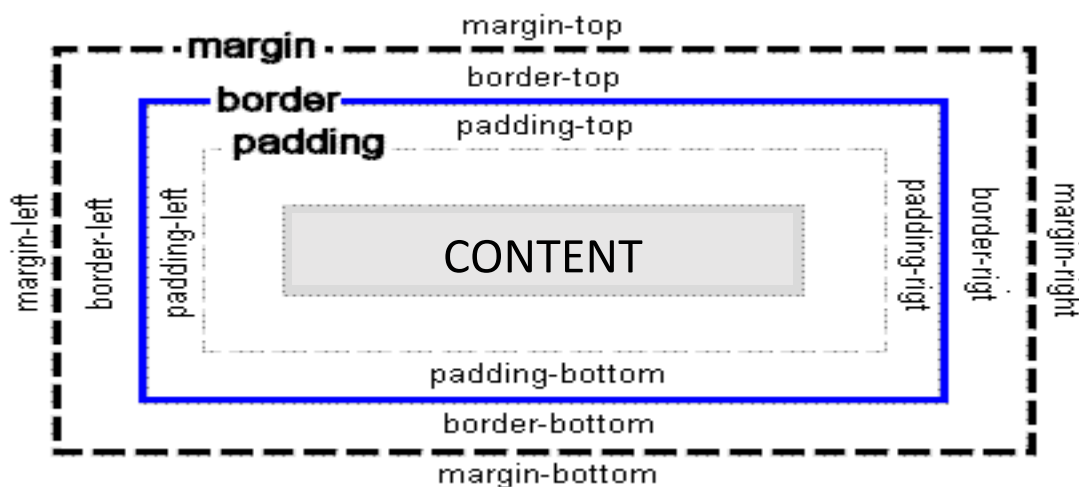 margin-top
margin
border-top
border
padding-top
padding
margin-left
border-left
padding-left
CONTENT
padding-rigt
border-rigt
margin-right
padding-bottom
border-bottom
margin-bottom